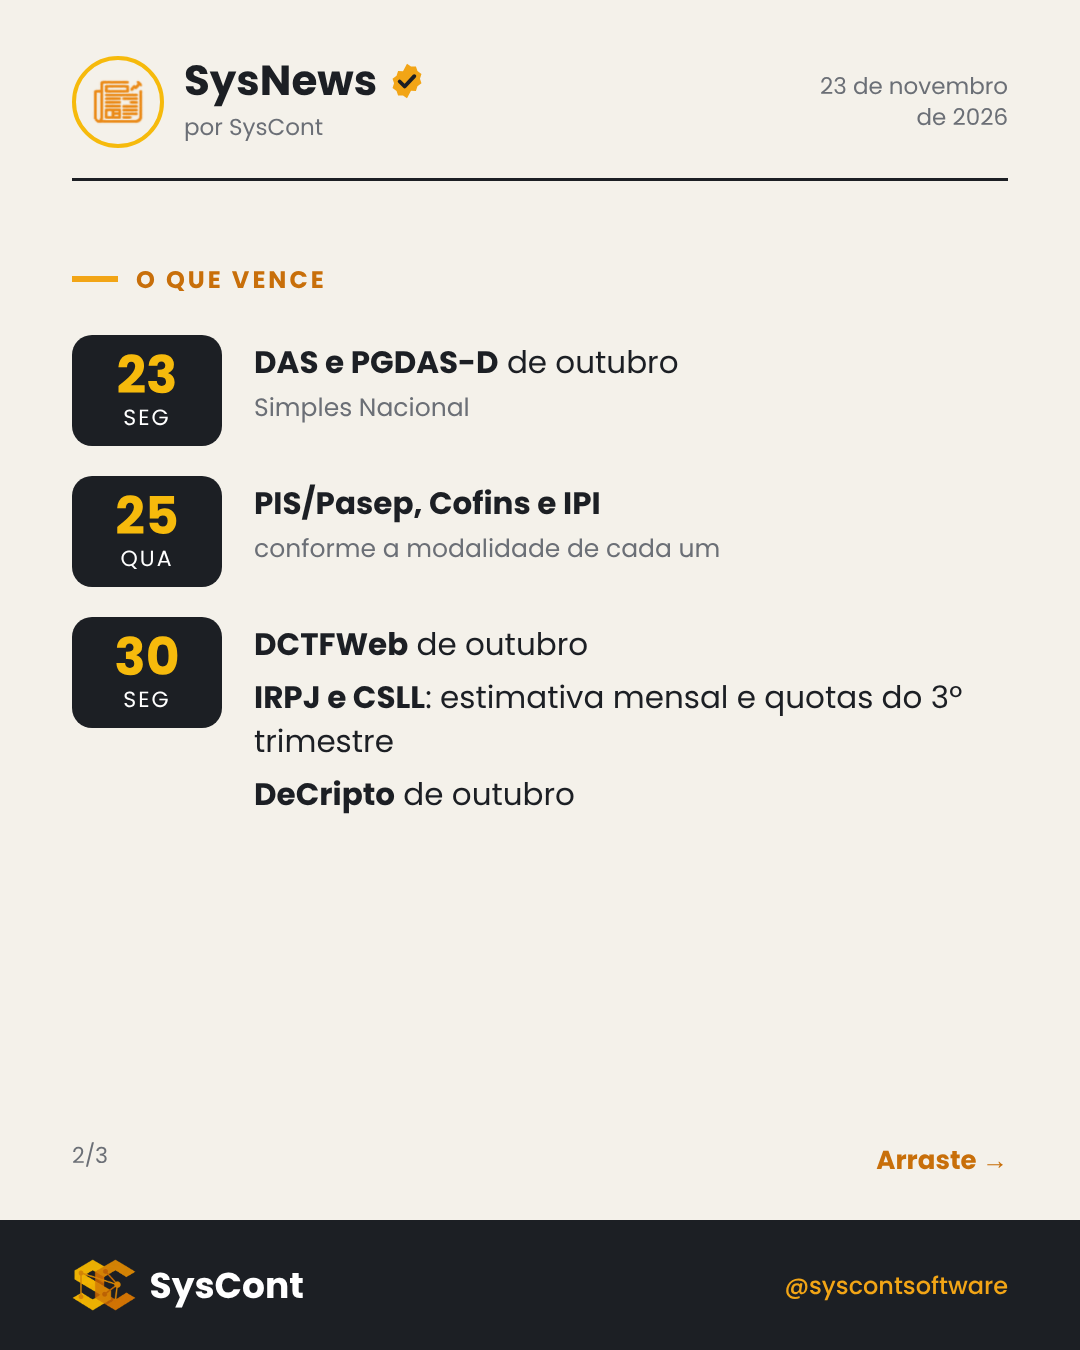 SysNews
por SysCont
23 de novembro
de 2026
O QUE VENCE
23
SEG
DAS e PGDAS-D de outubro
Simples Nacional
25
QUA
PIS/Pasep, Cofins e IPI
conforme a modalidade de cada um
30
SEG
DCTFWeb de outubro
IRPJ e CSLL: estimativa mensal e quotas do 3º
trimestre
DeCripto de outubro
2/3
Arraste →
SysCont
@syscontsoftware